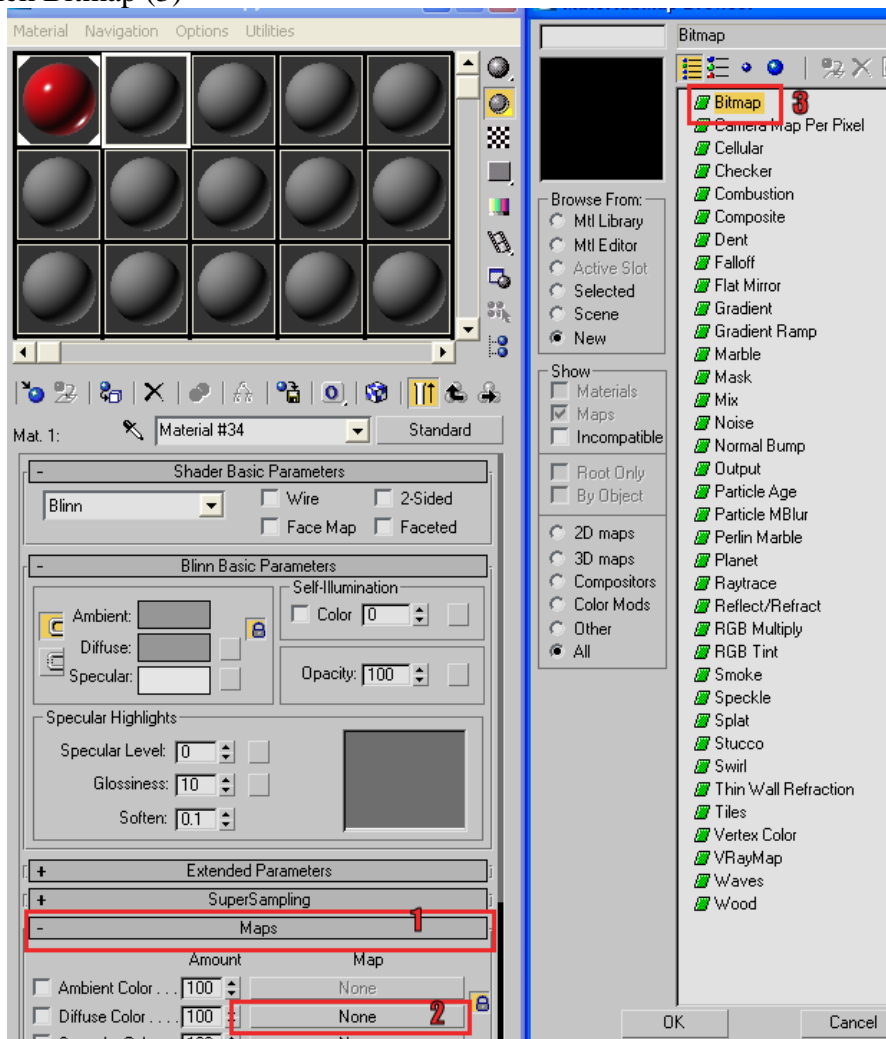 Bitmap (3)
Material Navigation Options Utilities
Mat. 1:
Material #34
Standard
- Shader Basic Parameters
Blinn
Wire
2-Sided
Face Map
Faceted
- Blinn Basic Parameters
Ambient:
Diffuse:
Specular:
Self-Illumination
Color 0
Opacity: 100
Specular Highlights
Specular Level: 0
Glossiness: 10
Soften: 0.1
+ Extended Parameters
+ SuperSampling
- Maps
1
Amount Map
Ambient Color . . . 100 None
Diffuse Color . . . . 100 None
2
Bitmap
Browse From:
Mtl Library
Mtl Editor
Active Slot
Selected
Scene
New
Show
Materials
Maps
Incompatible
Root Only
By Object
2D maps
3D maps
Compositors
Color Mods
Other
All
Bitmap
3
Camera Map Per Pixel
Cellular
Checker
Combustion
Composite
Dent
Falloff
Flat Mirror
Gradient
Gradient Ramp
Marble
Mask
Mix
Noise
Normal Bump
Output
Particle Age
Particle MBlur
Perlin Marble
Planet
Raytrace
Reflect/Refract
RGB Multiply
RGB Tint
Smoke
Speckle
Splat
Stucco
Swirl
Thin Wall Refraction
Tiles
Vertex Color
VRayMap
Waves
Wood
OK
Cancel